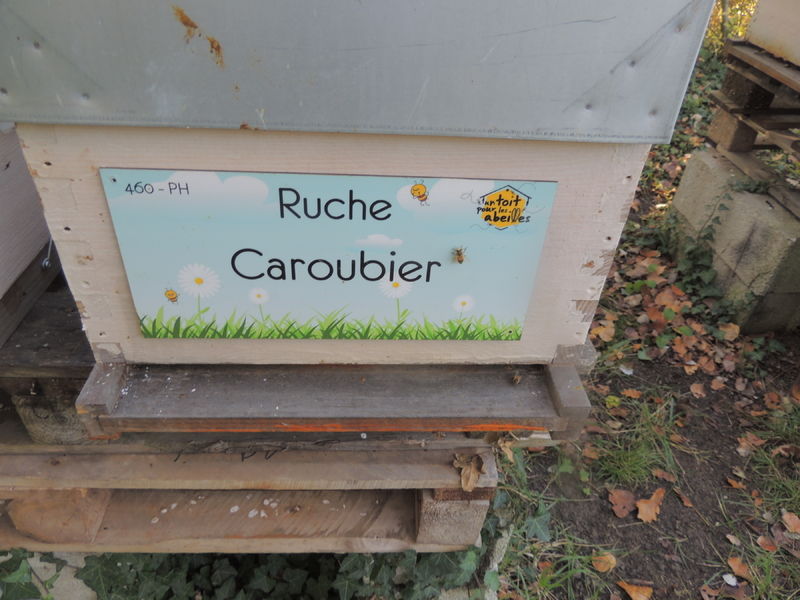 460 - PH
Ruche
Caroubier
un toit
pour les
abeilles